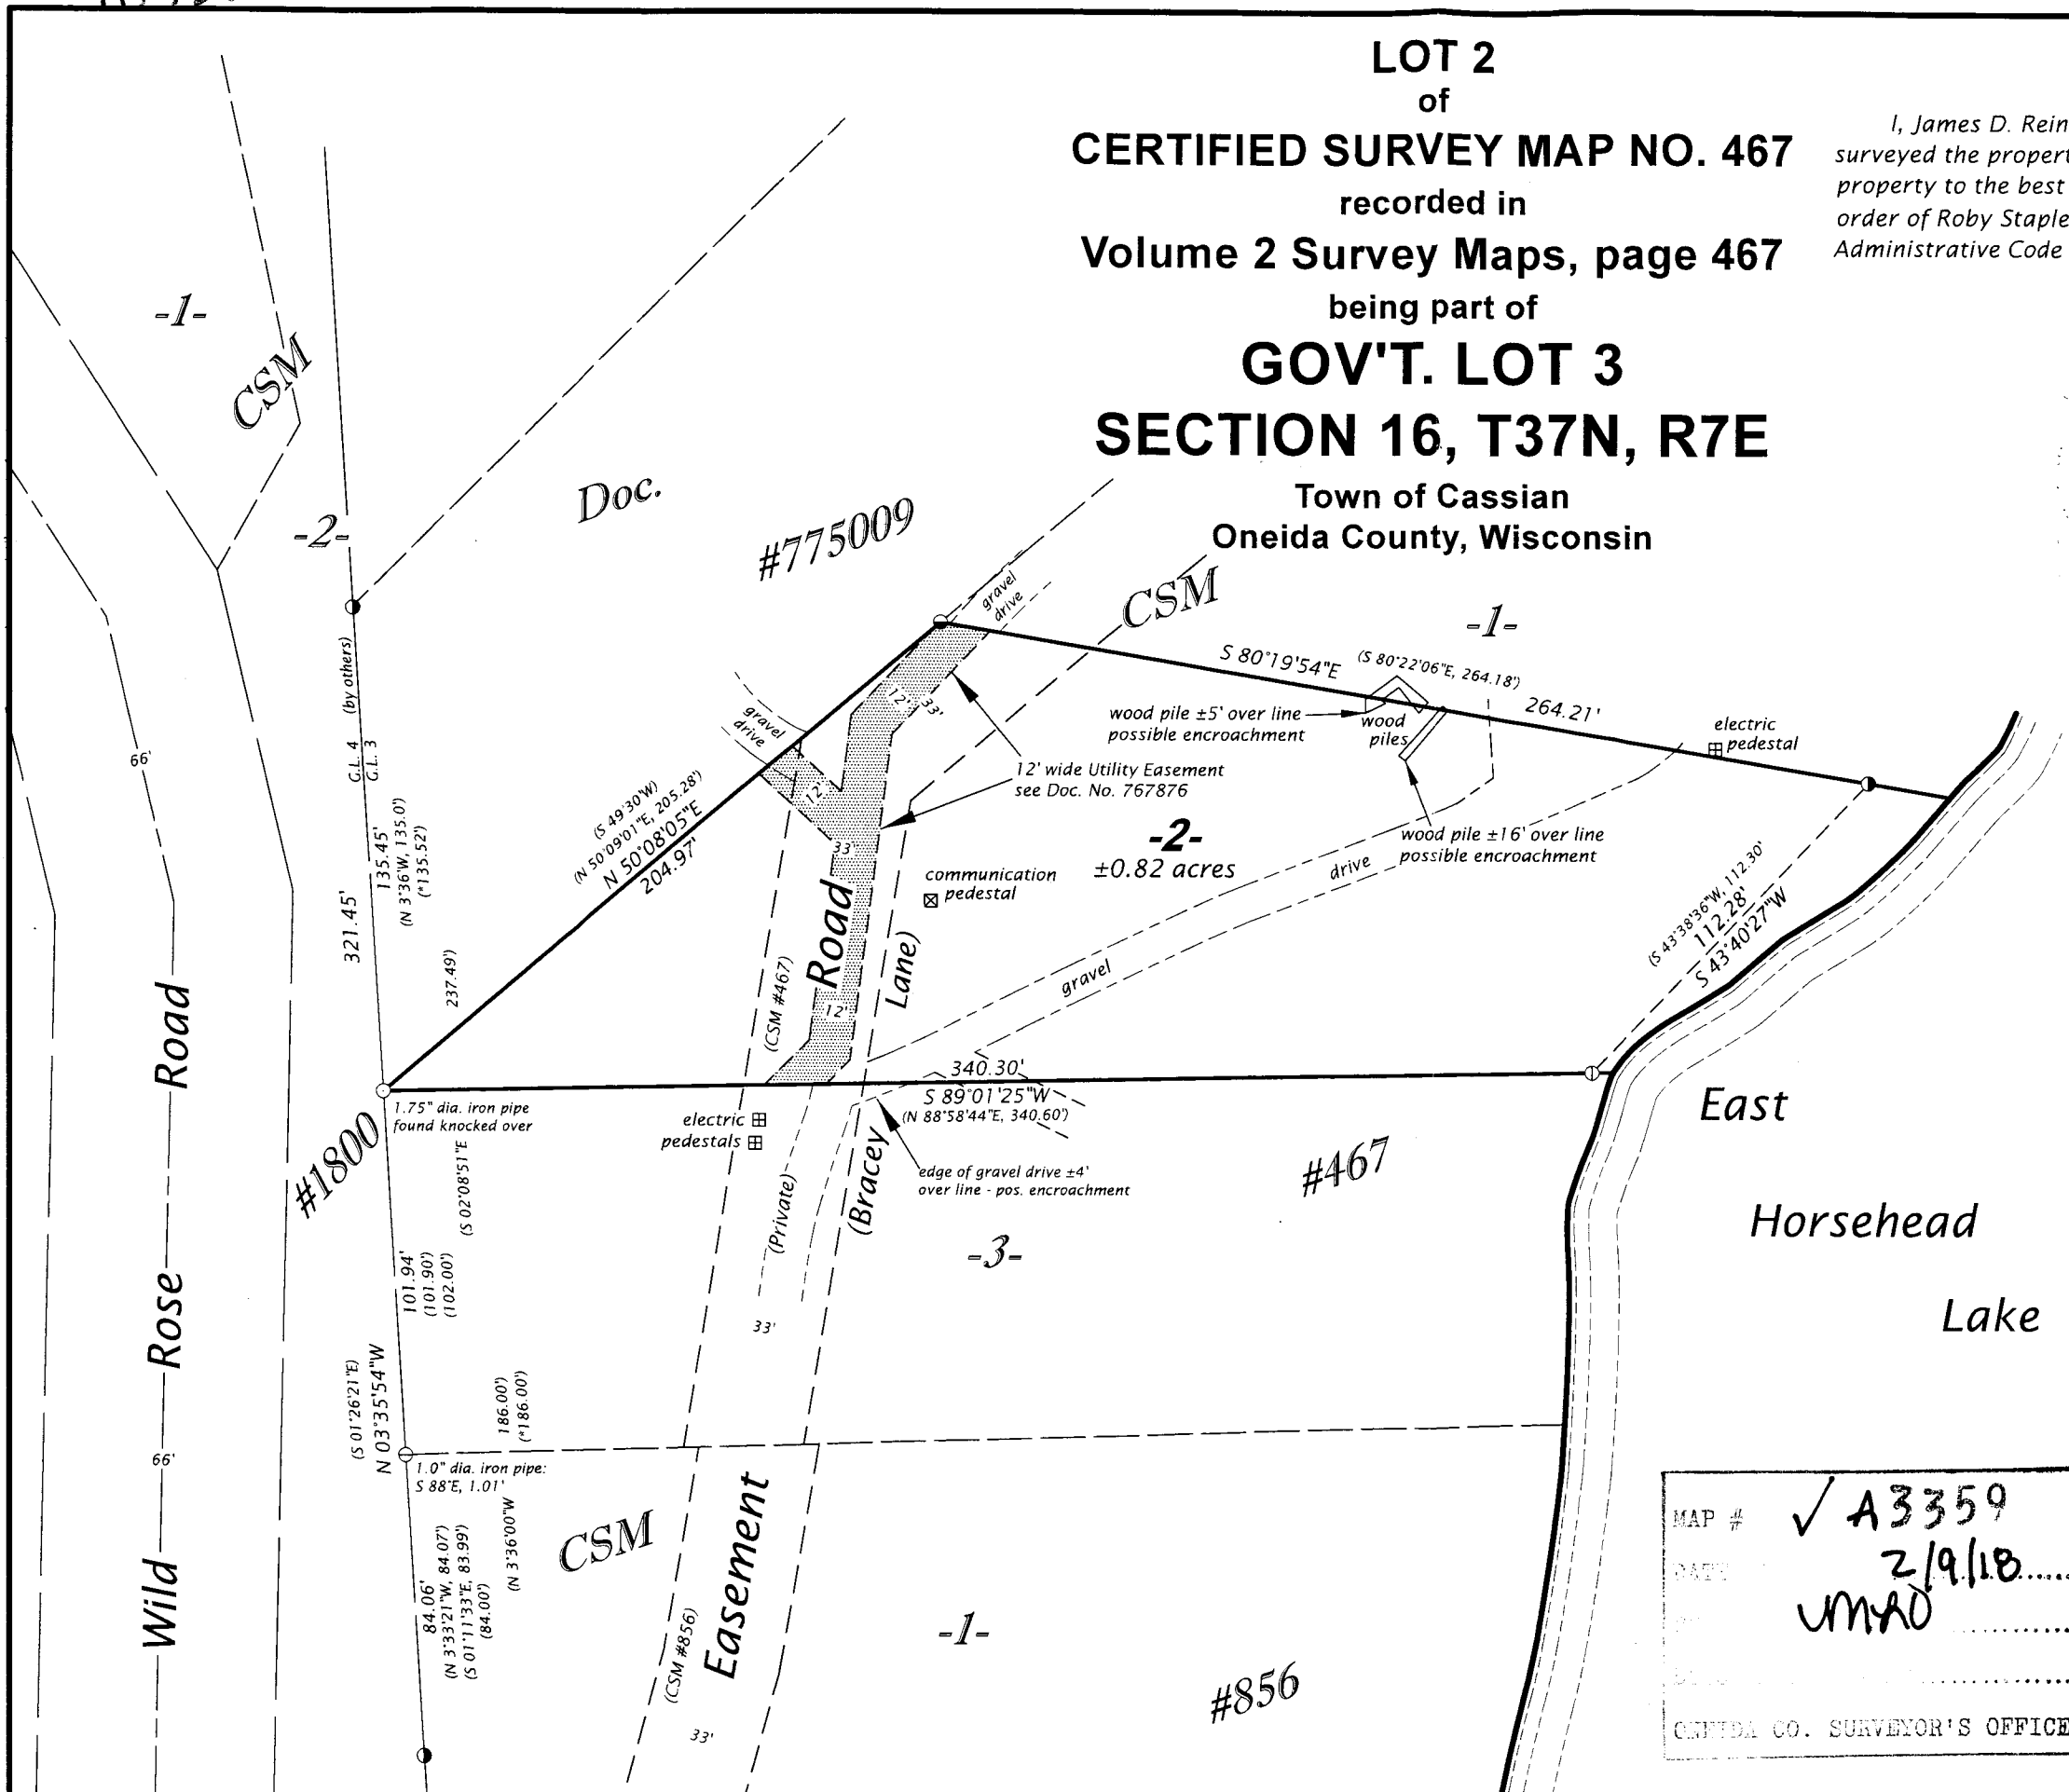 LOT 2
of
CERTIFIED SURVEY MAP NO. 467
recorded in
Volume 2 Survey Maps, page 467
being part of
GOV'T. LOT 3
SECTION 16, T37N, R7E
Town of Cassian
Oneida County, Wisconsin
I, James D. Rein
surveyed the propert
property to the best
order of Roby Staple
Administrative Code
-1-
CSM
-2-
Doc.
#775009
gravel
drive
CSM
-1-
S 80°19'54"E
(S 80°22'06"E, 264.18')
264.21'
wood pile ±5' over line
possible encroachment
wood
piles
electric
pedestal
12' wide Utility Easement
see Doc. No. 767876
12'
33'
gravel
drive
12'
33'
(by others)
G.L. 4
G.L. 3
66'
(S 49°30'W)
(N 50°09'01"E, 205.28')
N 50°08'05"E
204.97'
-2-
±0.82 acres
wood pile ±16' over line
possible encroachment
communication
pedestal
gravel
drive
(S 43°38'36"W, 112.30'
112.28'
S 43°40'27"W
321.45'
135.45'
(N 3°36'W, 135.0')
(*135.52')
237.49')
Road
(CSM #467)
12'
Lane)
340.30'
S 89°01'25"W
(N 88°58'44"E, 340.60')
1.75" dia. iron pipe
found knocked over
electric
pedestals
edge of gravel drive ±4'
over line - pos. encroachment
(Private)
(Bracey
#1800
(S 02°08'51"E
101.94'
(101.90')
(102.00')
33'
-3-
#467
East
Horsehead
Lake
Wild Rose Road
66'
(S 01°26'21"E)
N 03°35'54"W
186.00')
(*186.00')
1.0" dia. iron pipe:
S 88°E, 1.01'
(N 3°36'00"W
84.06'
(N 3°33'21"W, 84.07')
(S 01°11'33"E, 83.99')
(84.00')
CSM
Easement
(CSM #856)
33'
-1-
#856
MAP # ✓ A3359
DATE 2/9/18
ONEIDA CO. SURVEYOR'S OFFICE